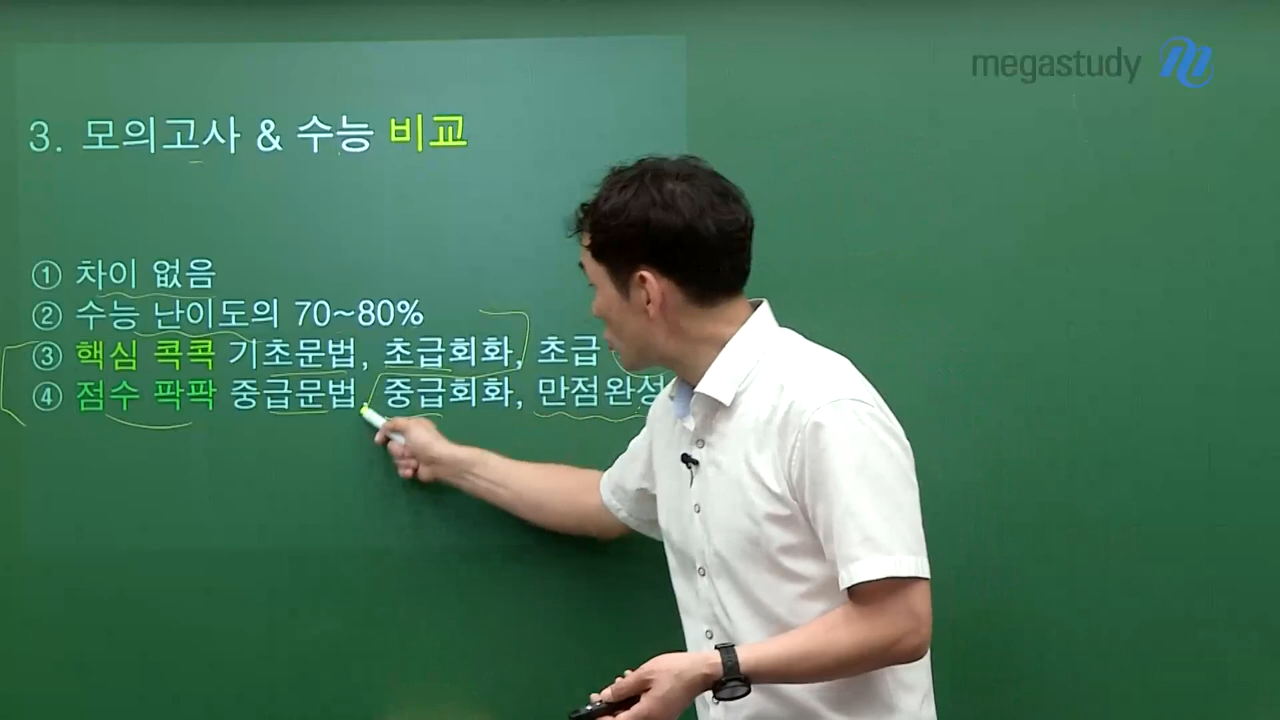 megastudy
3. 모의고사 & 수능 비교
① 차이 없음
② 수능 난이도의 70~80%
③ 핵심 콕콕 기초문법, 초급회화, 초급
④ 점수 팍팍 중급문법, 중급회화, 만점완성